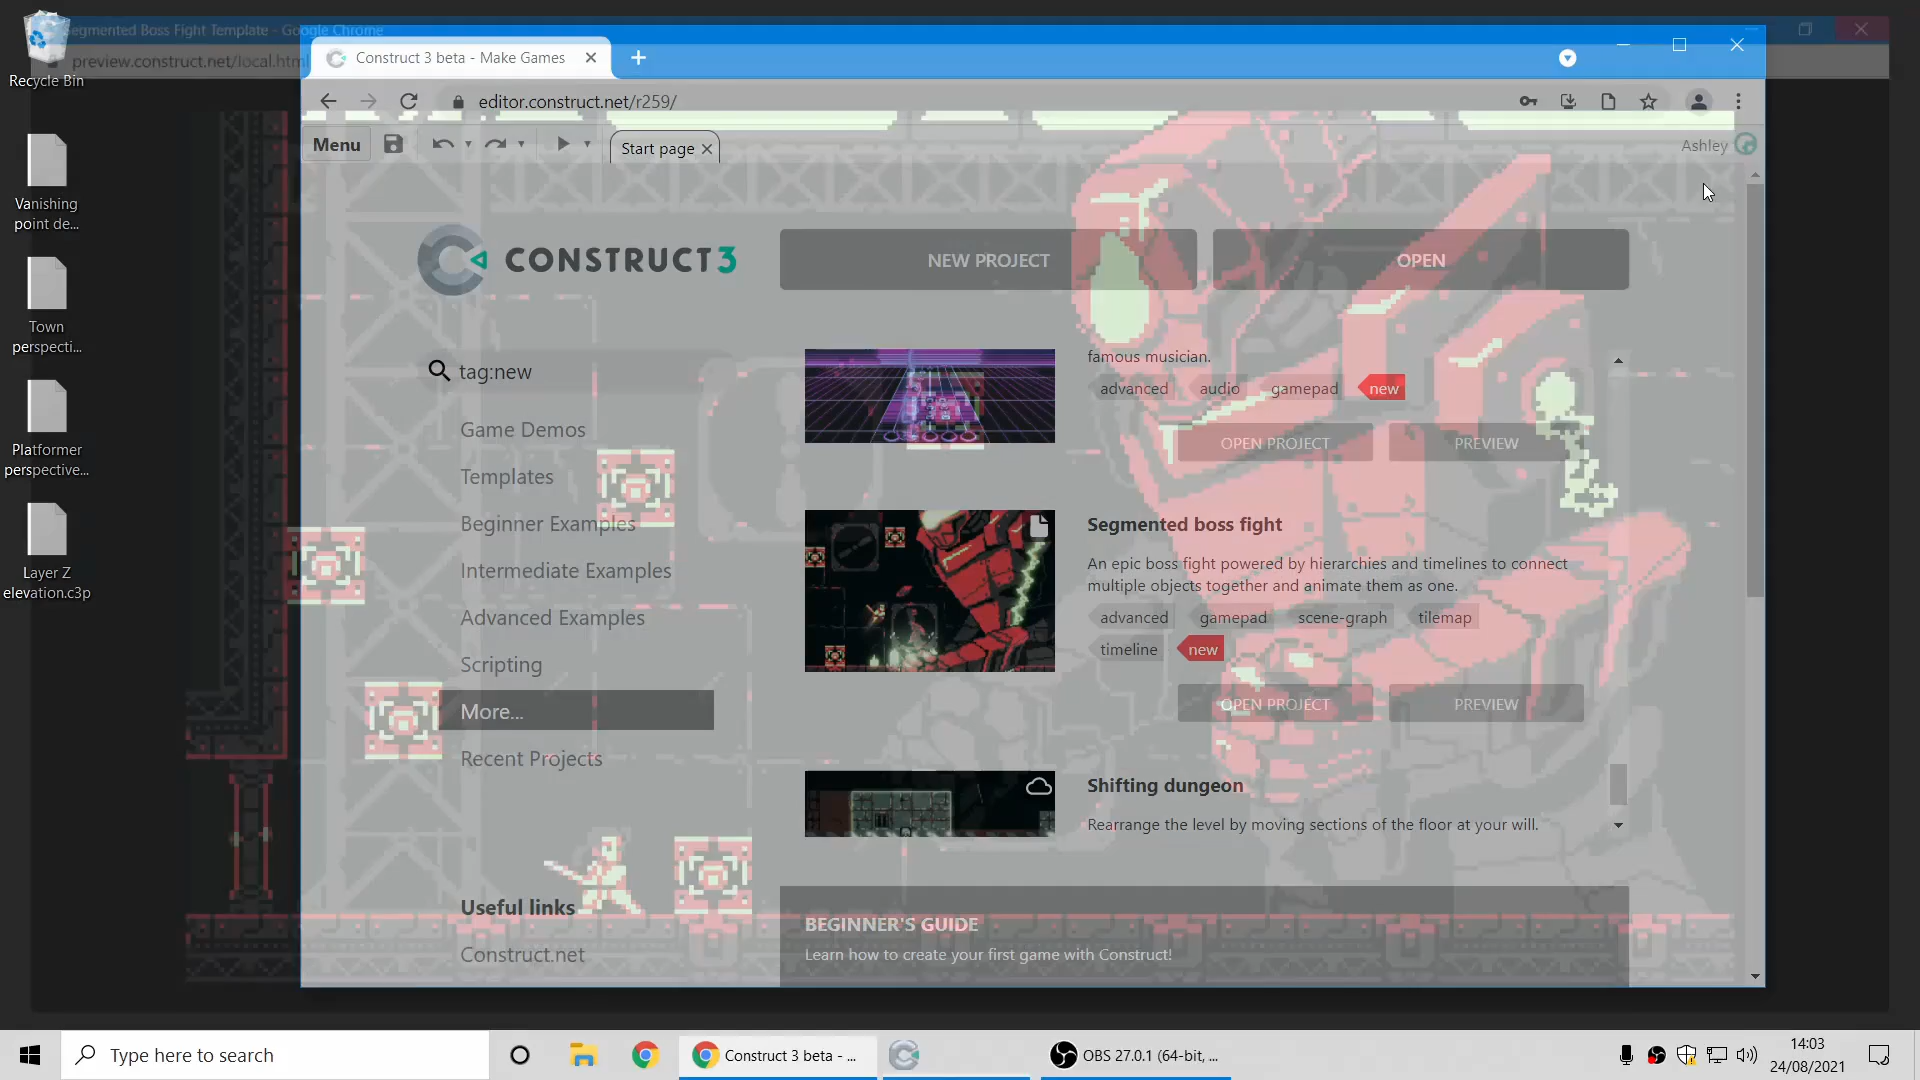 Segmented Boss Fight Template - Google Chrome
preview.construct.net/local.html
Recycle Bin
Vanishing
point de...
Town
perspecti...
Platformer
perspective...
Layer Z
elevation.c3p
Construct 3 beta - Make Games
editor.construct.net/r259/
Menu
Start page
Ashley
CONSTRUCT 3
NEW PROJECT
OPEN
tag:new
Game Demos
Templates
Beginner Examples
Intermediate Examples
Advanced Examples
Scripting
More...
Recent Projects
Useful links
Construct.net
famous musician.
advanced audio gamepad new
OPEN PROJECT PREVIEW
Segmented boss fight
An epic boss fight powered by hierarchies and timelines to connect
multiple objects together and animate them as one.
advanced gamepad scene-graph tilemap
timeline new
OPEN PROJECT PREVIEW
Shifting dungeon
Rearrange the level by moving sections of the floor at your will.
BEGINNER'S GUIDE
Learn how to create your first game with Construct!
Type here to search
Construct 3 beta - ...
OBS 27.0.1 (64-bit, ...
14:03
24/08/2021